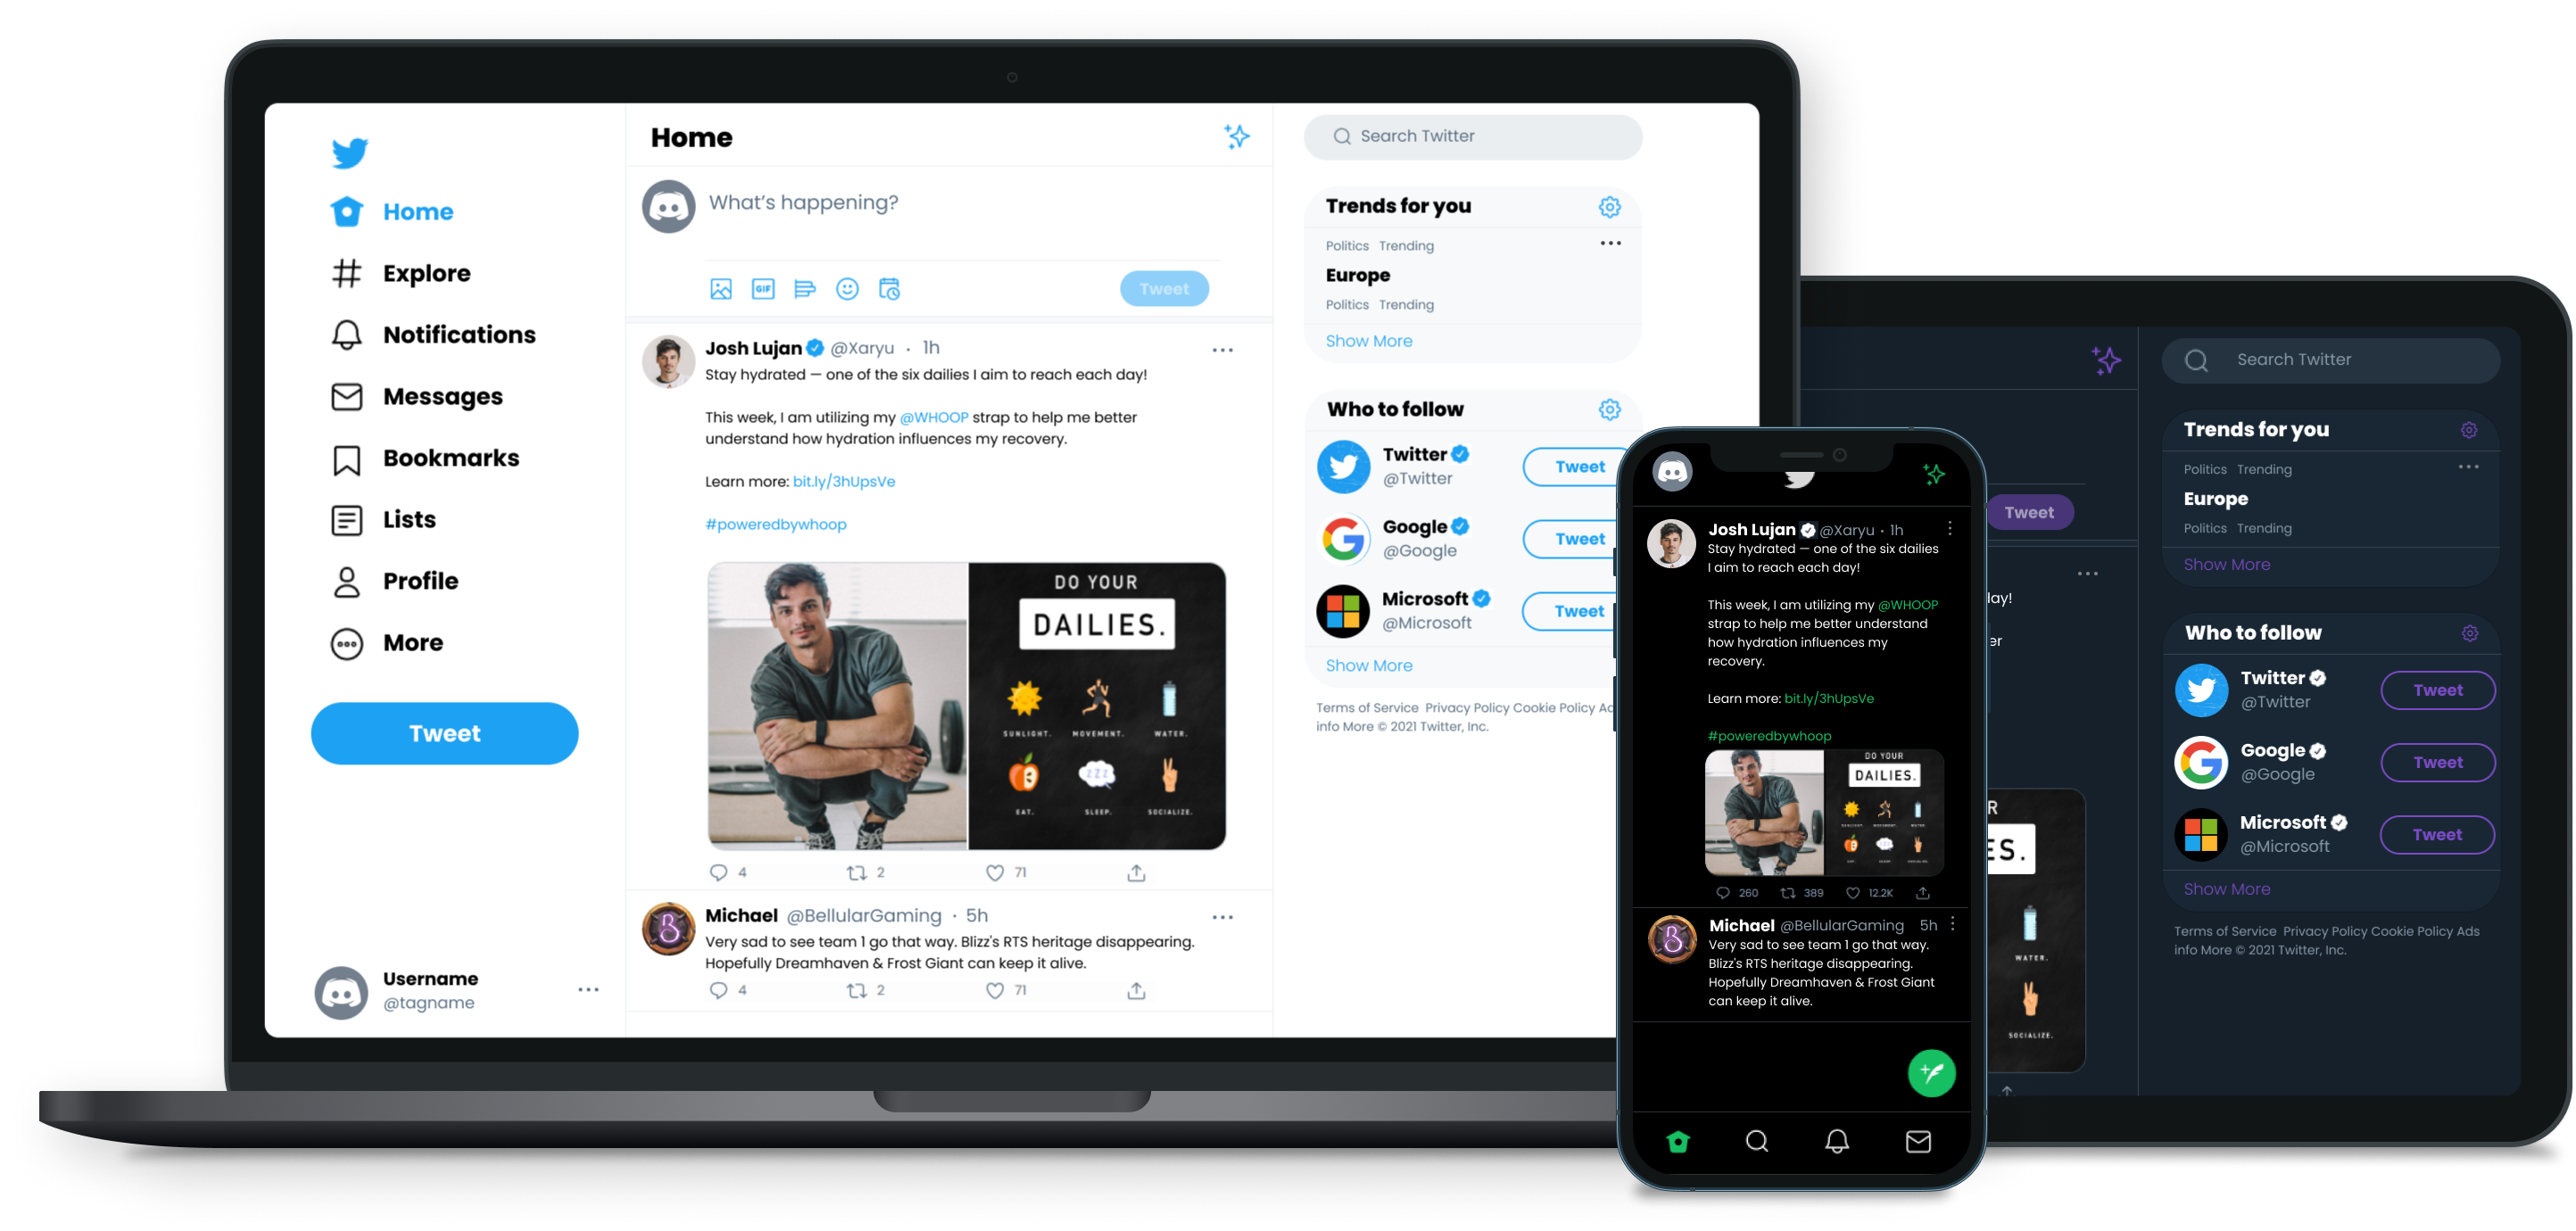 Home
Explore
Notifications
Messages
Bookmarks
Lists
Profile
More
Tweet
Username
@tagname
Home
What's happening?
GIF
Tweet
Josh Lujan @Xaryu · 1h
Stay hydrated — one of the six dailies I aim to reach each day!
This week, I am utilizing my @WHOOP strap to help me better
understand how hydration influences my recovery.
Learn more: bit.ly/3hUpsVe
#poweredbywhoop
DO YOUR
DAILIES.
SUNLIGHT. MOVEMENT. WATER.
ZZZ
EAT. SLEEP. SOCIALIZE.
4 2 71
Michael @BellularGaming · 5h
Very sad to see team 1 go that way. Blizz's RTS heritage disappearing.
Hopefully Dreamhaven & Frost Giant can keep it alive.
4 2 71
Search Twitter
Trends for you
Politics Trending
Europe
Politics Trending
Show More
Who to follow
Twitter
@Twitter
Tweet
Google
@Google
Tweet
Microsoft
@Microsoft
Tweet
Show More
Terms of Service Privacy Policy Cookie Policy
info More © 2021 Twitter, Inc.
Josh Lujan @Xaryu · 1h
Stay hydrated — one of the six dailies
I aim to reach each day!
This week, I am utilizing my @WHOOP
strap to help me better understand
how hydration influences my
recovery.
Learn more: bit.ly/3hUpsVe
#poweredbywhoop
DO YOUR
DAILIES.
260 389 12.2K
Michael @BellularGaming 5h
Very sad to see team 1 go that way.
Blizz's RTS heritage disappearing.
Hopefully Dreamhaven & Frost Giant
can keep it alive.
Tweet
lay!
er
R
ES.
WATER.
SOCIALIZE.
Search Twitter
Trends for you
Politics Trending
Europe
Politics Trending
Show More
Who to follow
Twitter
@Twitter
Tweet
Google
@Google
Tweet
Microsoft
@Microsoft
Tweet
Show More
Terms of Service Privacy Policy Cookie Policy Ads
info More © 2021 Twitter, Inc.